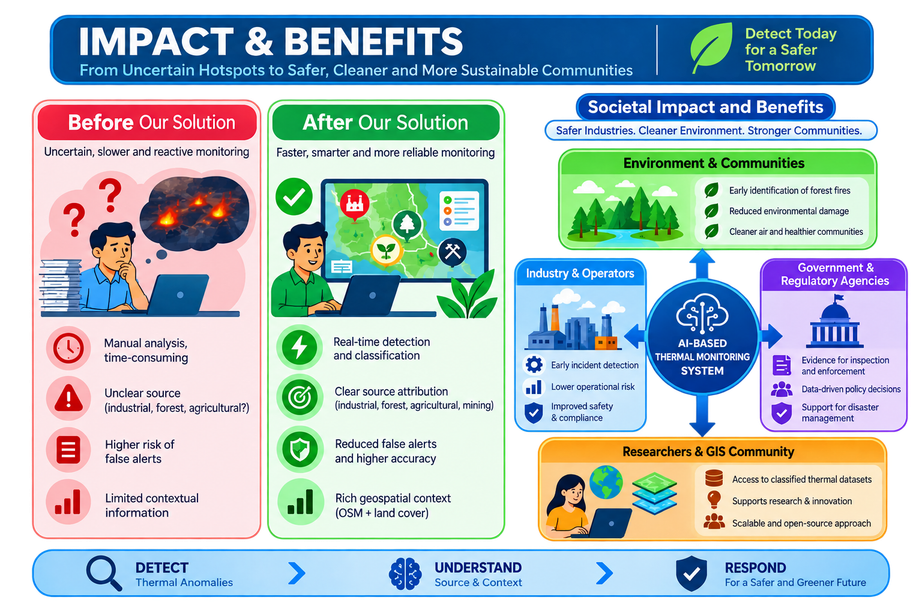 IMPACT & BENEFITS
From Uncertain Hotspots to Safer, Cleaner and More Sustainable Communities
Detect Today
for a Safer
Tomorrow
Before Our Solution
Uncertain, slower and reactive monitoring
? ?
Manual analysis,
time-consuming
Unclear source
(industrial, forest, agricultural?)
Higher risk of
false alerts
Limited contextual
information
After Our Solution
Faster, smarter and more reliable monitoring
Real-time detection
and classification
Clear source attribution
(industrial, forest, agricultural, mining)
Reduced false alerts
and higher accuracy
Rich geospatial context
(OSM + land cover)
Societal Impact and Benefits
Safer Industries. Cleaner Environment. Stronger Communities.
Environment & Communities
Early identification of forest fires
Reduced environmental damage
Cleaner air and healthier communities
Industry & Operators
Early incident detection
Lower operational risk
Improved safety
& compliance
AI-BASED
THERMAL MONITORING
SYSTEM
Government &
Regulatory Agencies
Evidence for inspection
and enforcement
Data-driven policy decisions
Support for disaster
management
Researchers & GIS Community
Access to classified thermal datasets
Supports research & innovation
Scalable and open-source approach
DETECT
Thermal Anomalies
UNDERSTAND
Source & Context
RESPOND
For a Safer and Greener Future